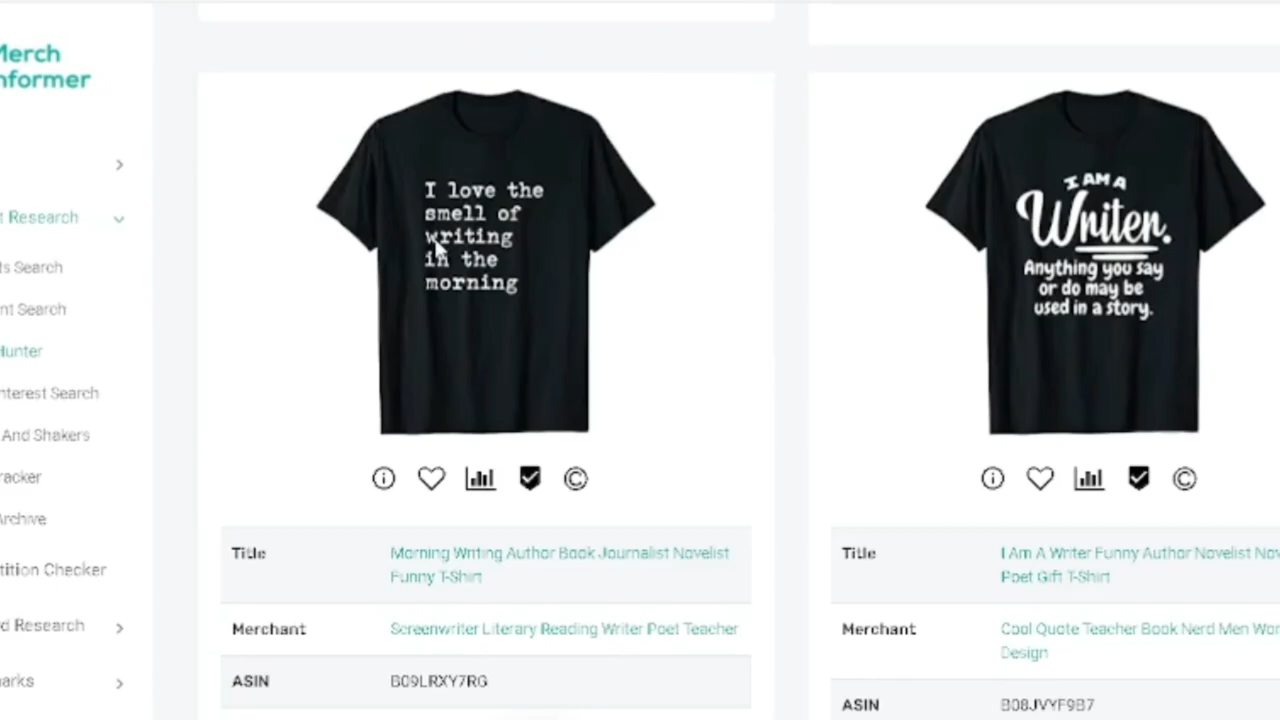 Merch
Informer
t Research
ts Search
nt Search
Hunter
nterest Search
And Shakers
racker
Archive
tition Checker
d Research
arks
I love the
smell of
writing
in the
morning
Title
Morning Writing Author Book Journalist Novelist
Funny T-Shirt
Merchant
Screenwriter Literary Reading Writer Poet Teacher
ASIN
B09LRXY7RG
I AM A
Writer.
Anything you say
or do may be
used in a story.
Title
I Am A Writer Funny Author Novelist Nov
Poet Gift T-Shirt
Merchant
Cool Quote Teacher Book Nerd Men Wor
Design
ASIN
B08JVYF9B7